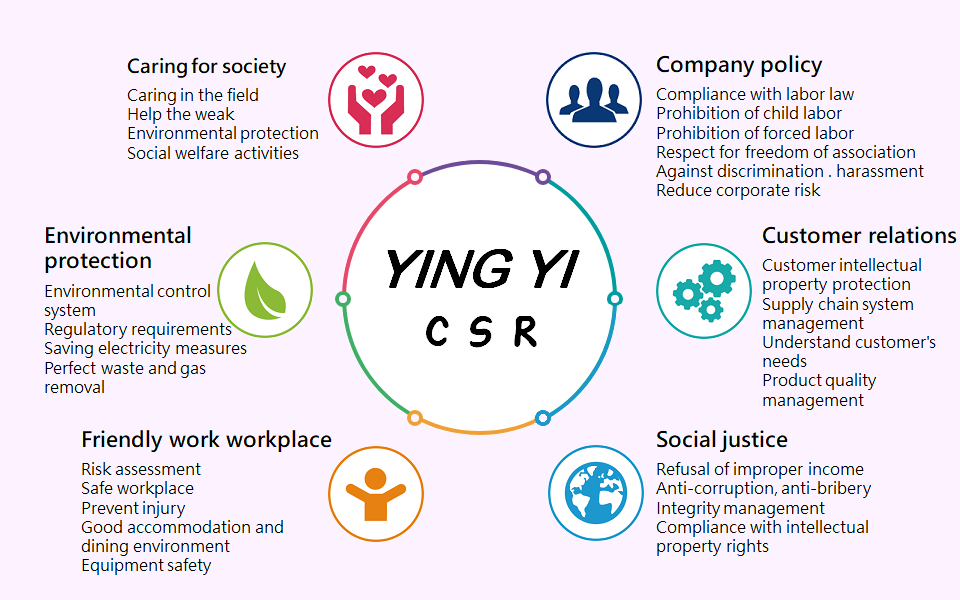 Caring for society
Caring in the field
Help the weak
Environmental protection
Social welfare activities
Company policy
Compliance with labor law
Prohibition of child labor
Prohibition of forced labor
Respect for freedom of association
Against discrimination . harassment
Reduce corporate risk
Environmental
protection
Environmental control
system
Regulatory requirements
Saving electricity measures
Perfect waste and gas
removal
YING YI
C S R
Customer relations
Customer intellectual
property protection
Supply chain system
management
Understand customer's
needs
Product quality
management
Friendly work workplace
Risk assessment
Safe workplace
Prevent injury
Good accommodation and
dining environment
Equipment safety
Social justice
Refusal of improper income
Anti-corruption, anti-bribery
Integrity management
Compliance with intellectual
property rights